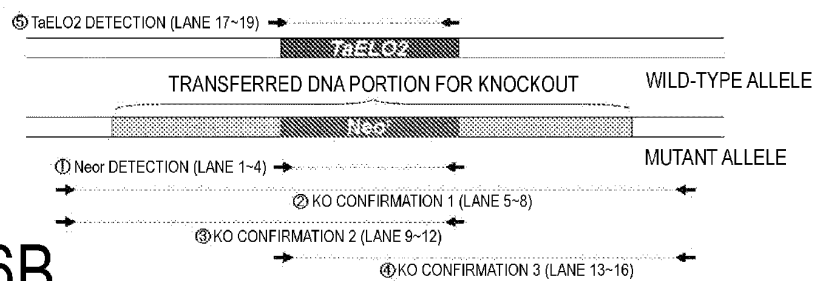 ⑤ TaELO2 DETECTION (LANE 17~19)
TaELO2
TRANSFERRED DNA PORTION FOR KNOCKOUT
WILD-TYPE ALLELE
Neo
MUTANT ALLELE
① Neor DETECTION (LANE 1~4)
② KO CONFIRMATION 1 (LANE 5~8)
③ KO CONFIRMATION 2 (LANE 9~12)
6B
④ KO CONFIRMATION 3 (LANE 13~16)